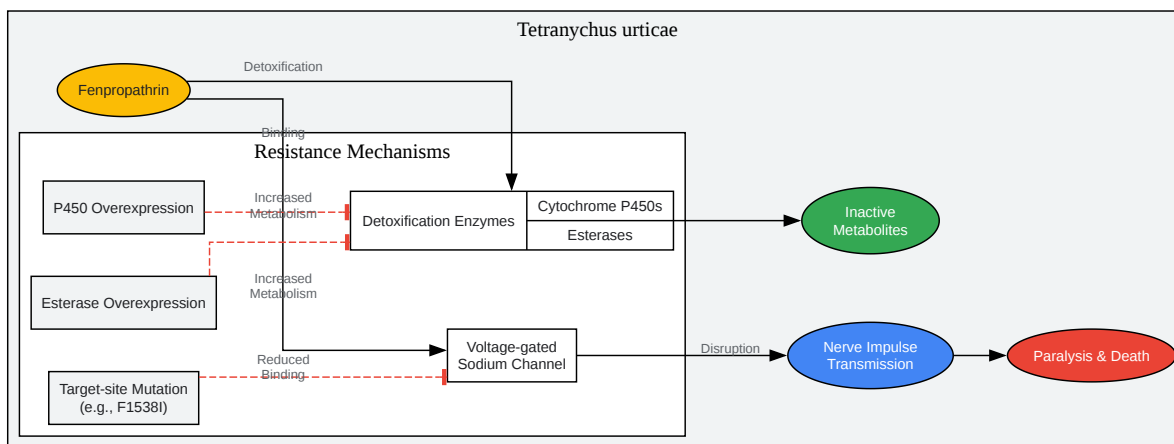 Tetranychus urticae
Detoxification
Fenpropathrin
Binding
Resistance Mechanisms
P450 Overexpression
Increased
Metabolism
Detoxification Enzymes
Cytochrome P450s
Esterases
Inactive
Metabolites
Esterase Overexpression
Increased
Metabolism
Voltage-gated
Sodium Channel
Disruption
Nerve Impulse
Transmission
Paralysis & Death
Reduced
Binding
Target-site Mutation
(e.g., F1538I)